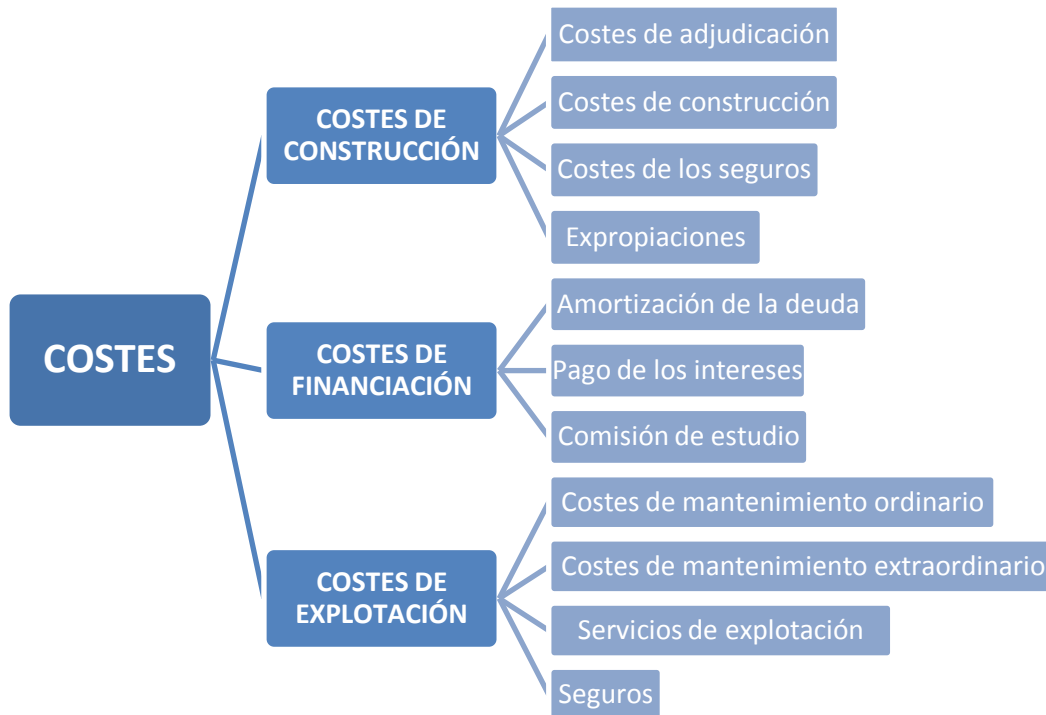 COSTES
COSTES DE
CONSTRUCCIÓN
Costes de adjudicación
Costes de construcción
Costes de los seguros
Expropiaciones
COSTES DE
FINANCIACIÓN
Amortización de la deuda
Pago de los intereses
Comisión de estudio
COSTES DE
EXPLOTACIÓN
Costes de mantenimiento ordinario
Costes de mantenimiento extraordinario
Servicios de explotación
Seguros